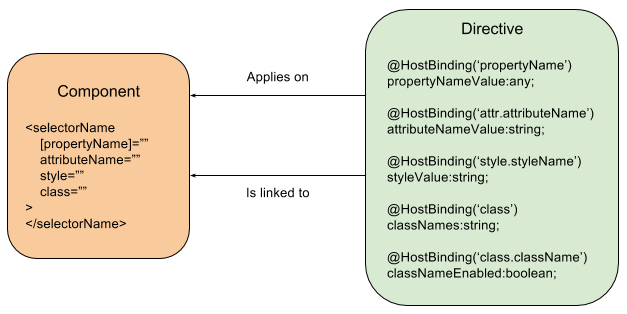 Component
<selectorName
[propertyName]=””
attributeName=””
style=””
class=””
>
</selectorName>
Applies on
Is linked to
Directive
@HostBinding(‘propertyName’)
propertyNameValue:any;
@HostBinding(‘attr.attributeName’)
attributeNameValue:string;
@HostBinding(‘style.styleName’)
styleValue:string;
@HostBinding(‘class’)
classNames:string;
@HostBinding(‘class.className’)
classNameEnabled:boolean;